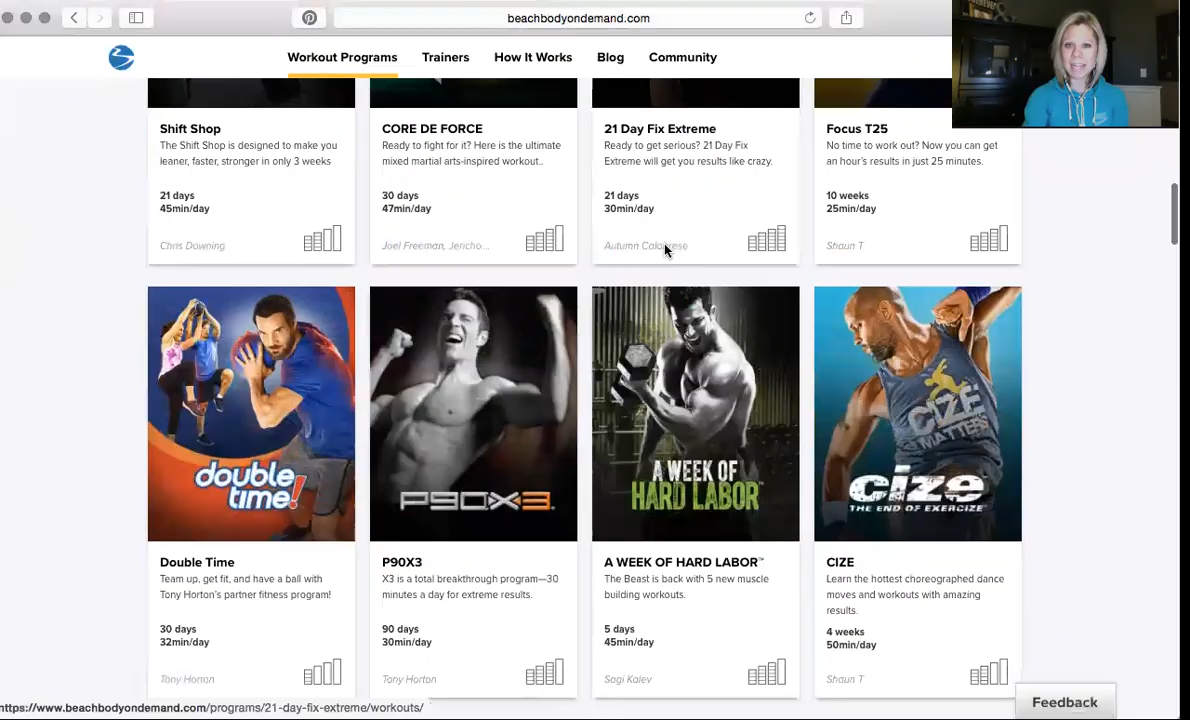 beachbodyondemand.com
Workout Programs
Trainers
How It Works
Blog
Community
Shift Shop
The Shift Shop is designed to make you
leaner, faster, stronger in only 3 weeks
21 days
45min/day
Chris Downing
CORE DE FORCE
Ready to fight for it? Here is the ultimate
mixed martial arts-inspired workout..
30 days
47min/day
Joel Freeman, Jericho...
21 Day Fix Extreme
Ready to get serious? 21 Day Fix
Extreme will get you results like crazy.
21 days
30min/day
Autumn Calabrese
Focus T25
No time to work out? Now you can get
an hour's results in just 25 minutes.
10 weeks
25min/day
Shaun T
double
time!
P90X3
A WEEK OF
HARD LABOR™
CIZE
MATTERS
cize
THE END OF EXERCIZE™
Double Time
Team up, get fit, and have a ball with
Tony Horton's partner fitness program!
30 days
32min/day
Tony Horton
P90X3
X3 is a total breakthrough program—30
minutes a day for extreme results.
90 days
30min/day
Tony Horton
A WEEK OF HARD LABOR™
The Beast is back with 5 new muscle
building workouts.
5 days
45min/day
Sagi Kalev
CIZE
Learn the hottest choreographed dance
moves and workouts with amazing
results.
4 weeks
50min/day
Shaun T
Feedback
https://www.beachbodyondemand.com/programs/21-day-fix-extreme/workouts/